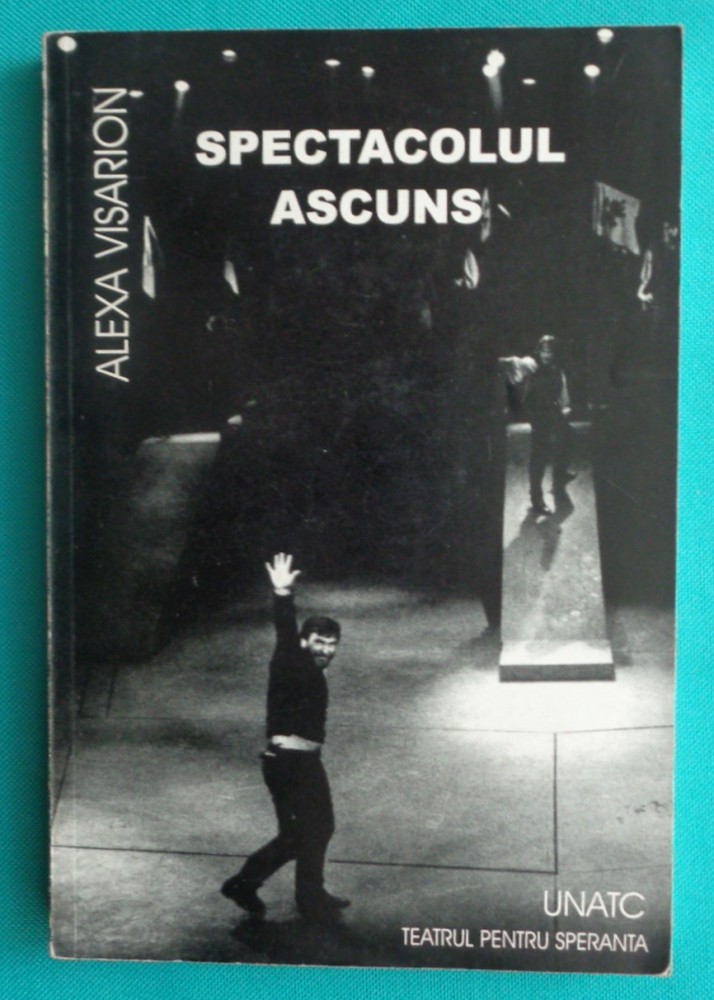 ALEXA VISARION
SPECTACOLUL
ASCUNS
UNATC
TEATRUL PENTRU SPERANTA